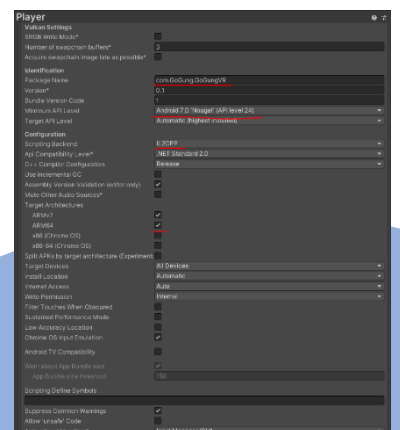 Player
Vulkan Settings
SRGB Write Mode*
Number of swapchain buffers* 3
Acquire swapchain image late as possible*
Identification
Package Name com.GoGung.GoGangVR
Version* 0.1
Bundle Version Code 1
Minimum API Level Android 7.0 'Nougat' (API level 24)
Target API Level Automatic (highest installed)
Configuration
Scripting Backend IL2CPP
Api Compatibility Level* .NET Standard 2.0
C++ Compiler Configuration Release
Use incremental GC
Assembly Version Validation (editor only)
Mute Other Audio Sources*
Target Architectures
ARMv7
ARM64
x86 (Chrome OS)
x86-64 (Chrome OS)
Split APKs by target architecture (Experiment
Target Devices All Devices
Install Location Automatic
Internet Access Auto
Write Permission Internal
Filter Touches When Obscured
Sustained Performance Mode
Low Accuracy Location
Chrome OS Input Emulation
Android TV Compatibility
Warn about App Bundle size
App Bundle size threshold 150
Scripting Define Symbols
Suppress Common Warnings
Allow 'unsafe' Code